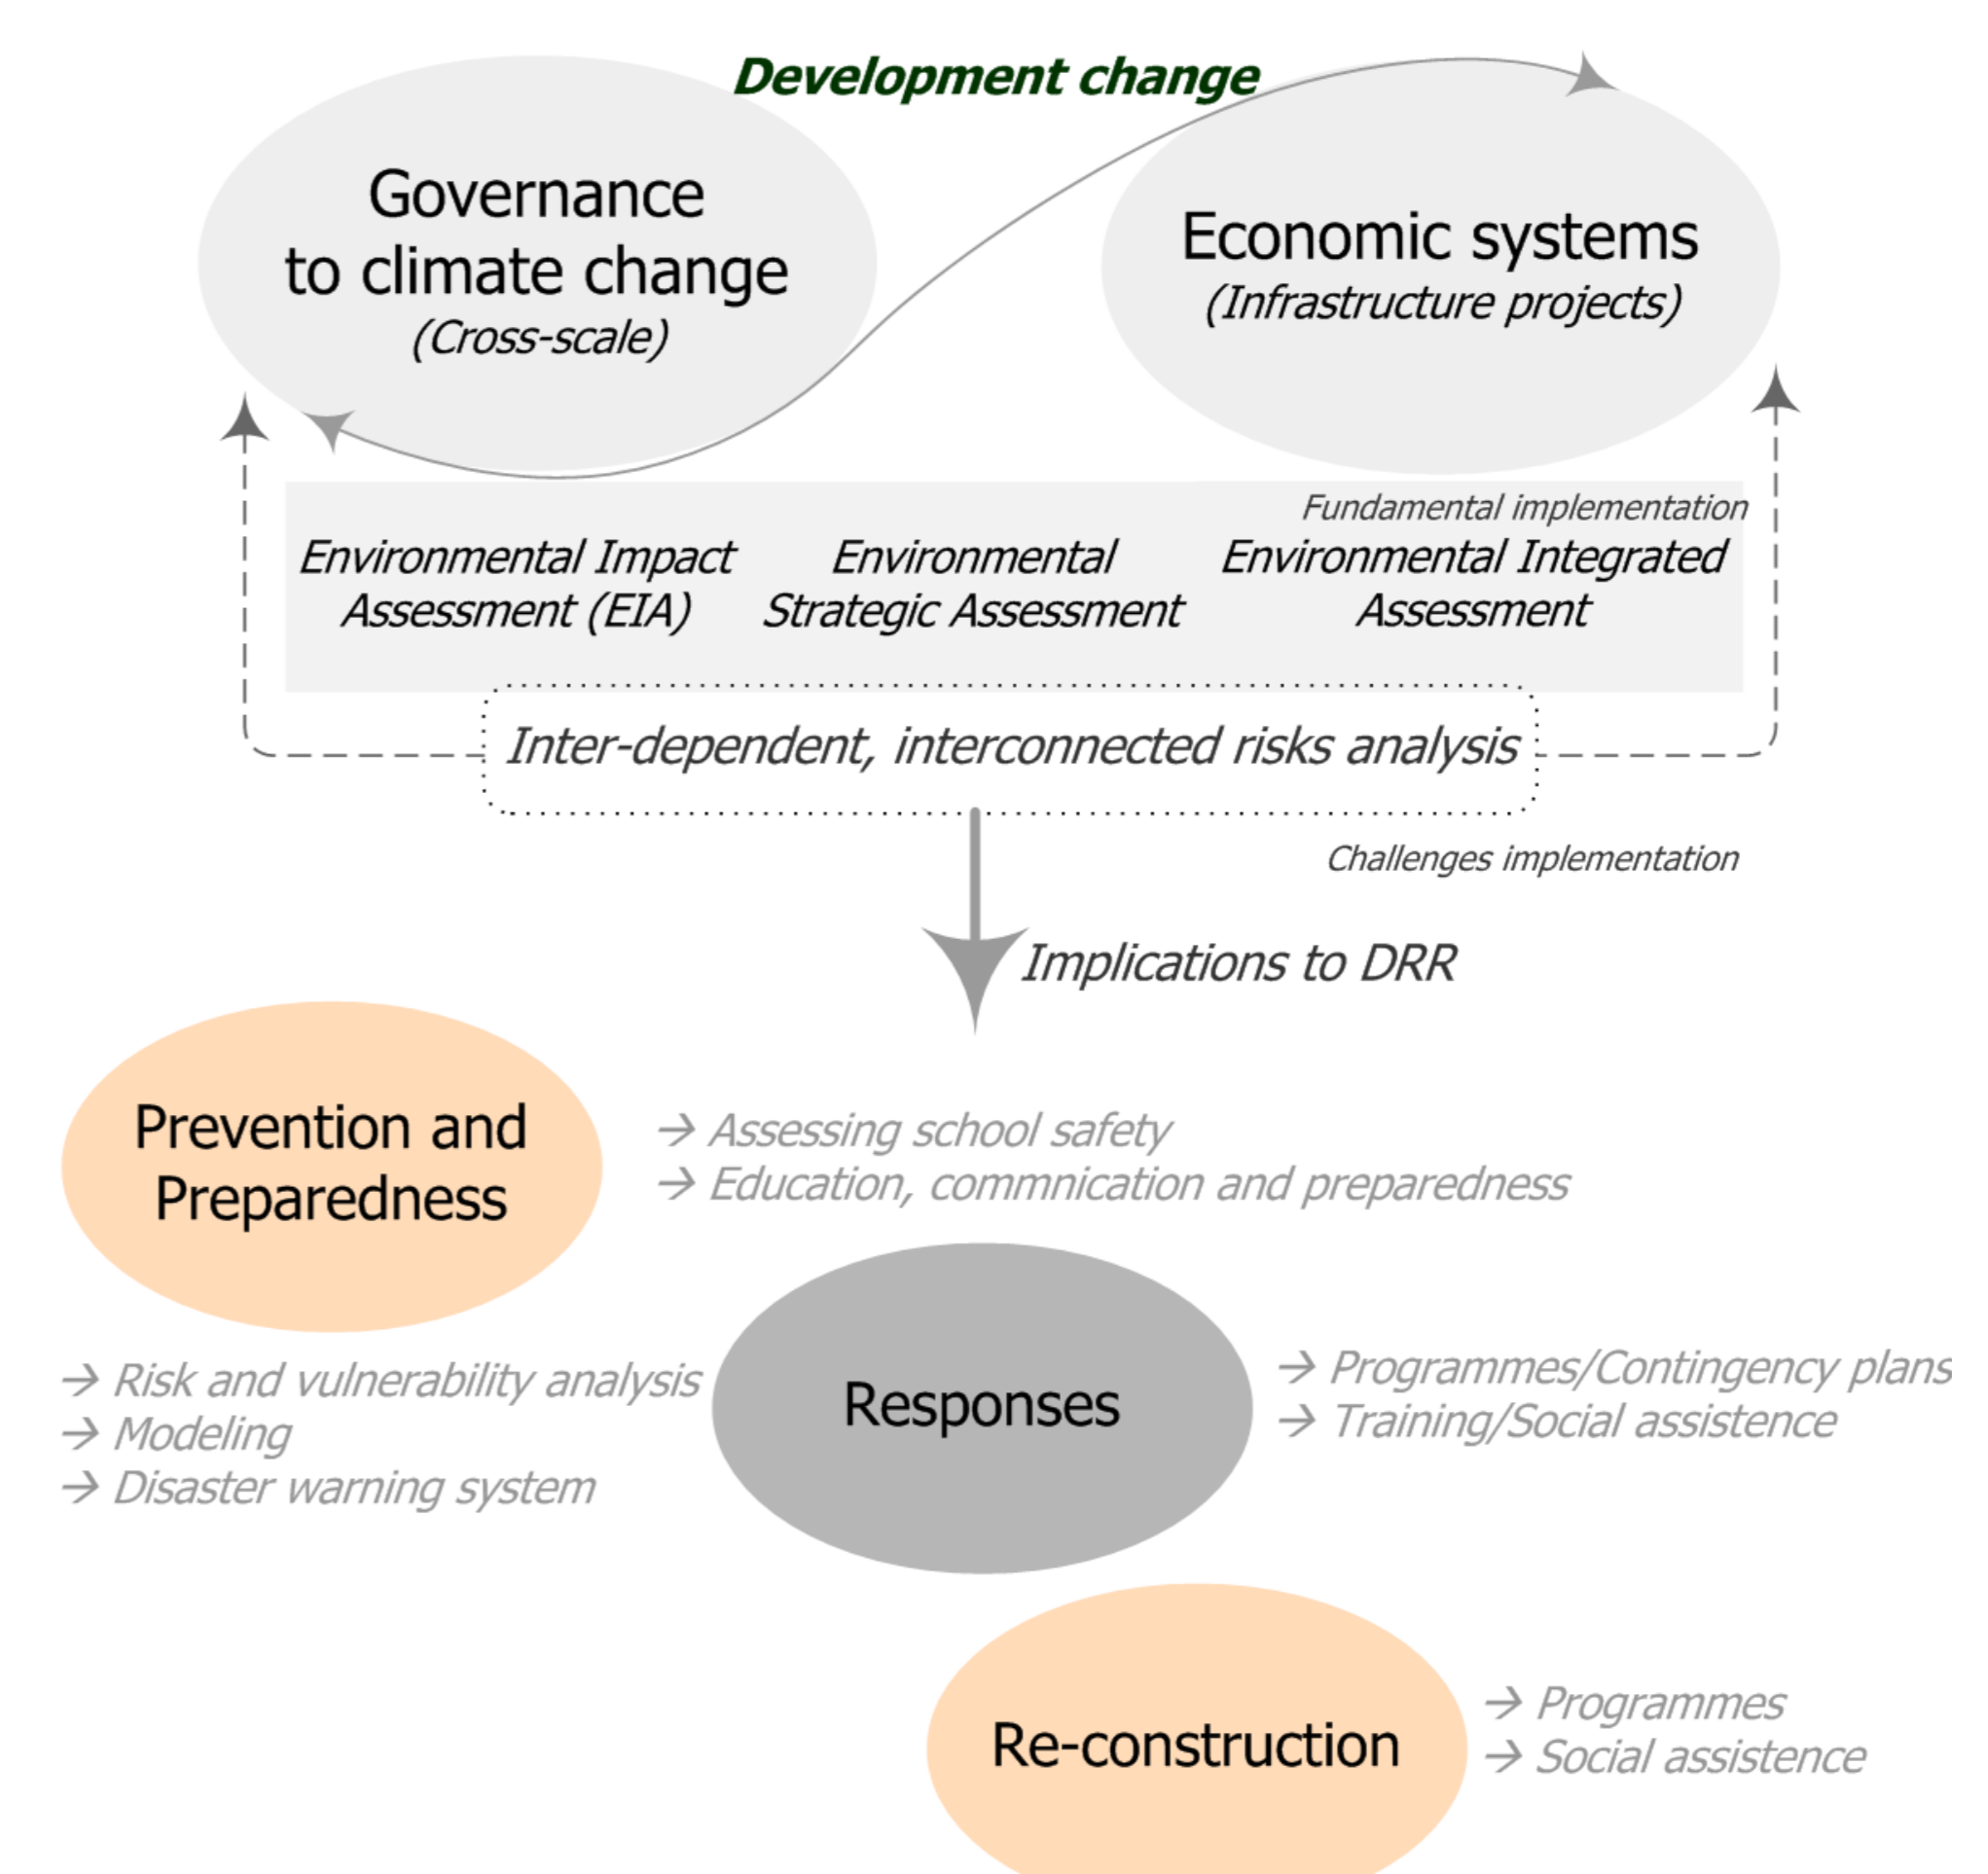 Development change
Governance
to climate change
(Cross-scale)
Economic systems
(Infrastructure projects)
Fundamental implementation
Environmental Impact
Assessment (EIA)
Environmental
Strategic Assessment
Environmental Integrated
Assessment
Inter-dependent, interconnected risks analysis
Challenges implementation
Implications to DRR
Prevention and
Preparedness
→ Assessing school safety
→ Education, commnication and preparedness
→ Risk and vulnerability analysis
→ Modeling
→ Disaster warning system
Responses
→ Programmes/Contingency plans
→ Training/Social assistence
Re-construction
→ Programmes
→ Social assistence